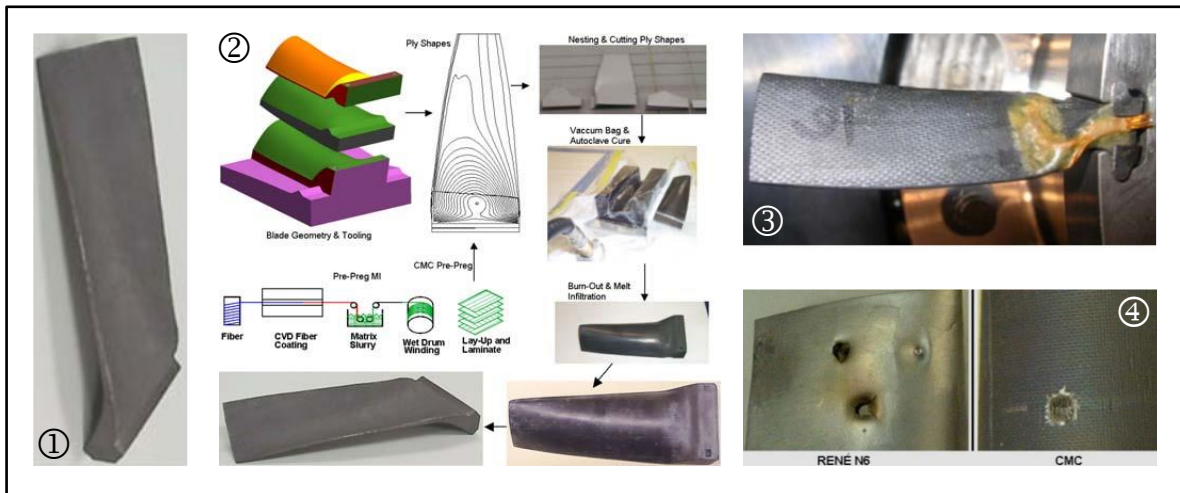 ①
②
Blade Geometry & Tooling
Ply Shapes
Nesting & Cutting Ply Shapes
Vaccum Bag &
Autoclave Cure
Burn-Out & Melt
Infiltration
CMC Pre-Preg
Pre-Preg MI
Fiber
CVD Fiber
Coating
Matrix
Slurry
Wet Drum
Winding
Lay-Up and
Laminate
③
④
RENÉ N6
CMC